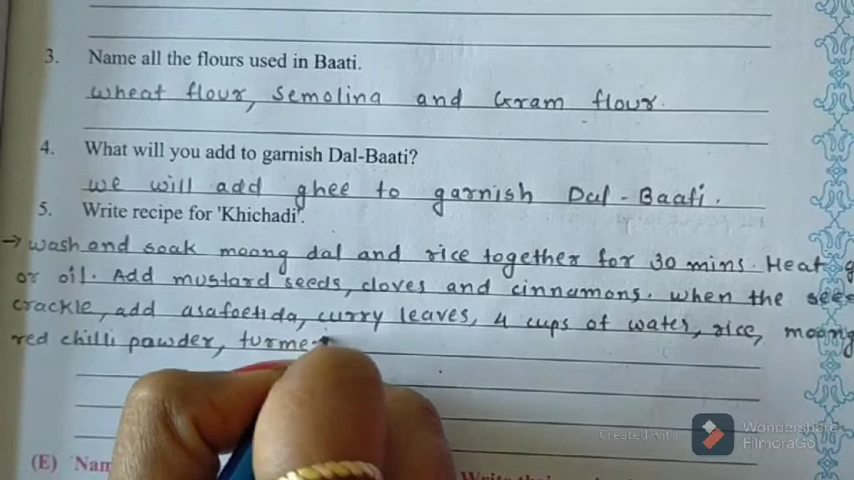 3. Name all the flours used in Baati.
wheat flour, semolina and Gram flour.
4. What will you add to garnish Dal-Baati?
we will add ghee to garnish Dal-Baati.
5. Write recipe for 'Khichadi'.
→ wash and soak moong dal and rice together for 30 mins. Heat g
or oil. Add mustard seeds, cloves and cinnamons. when the see
crackle, add asafoetida, curry leaves, 4 cups of water, rice, moong
red chilli pawder, turme
(E) Nam
Created with Wondershare
FilmoraGo